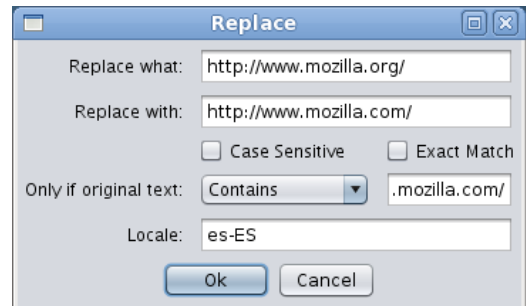 Replace
Replace what: http://www.mozilla.org/
Replace with: http://www.mozilla.com/
Case Sensitive Exact Match
Only if original text: Contains .mozilla.com/
Locale: es-ES
Ok Cancel